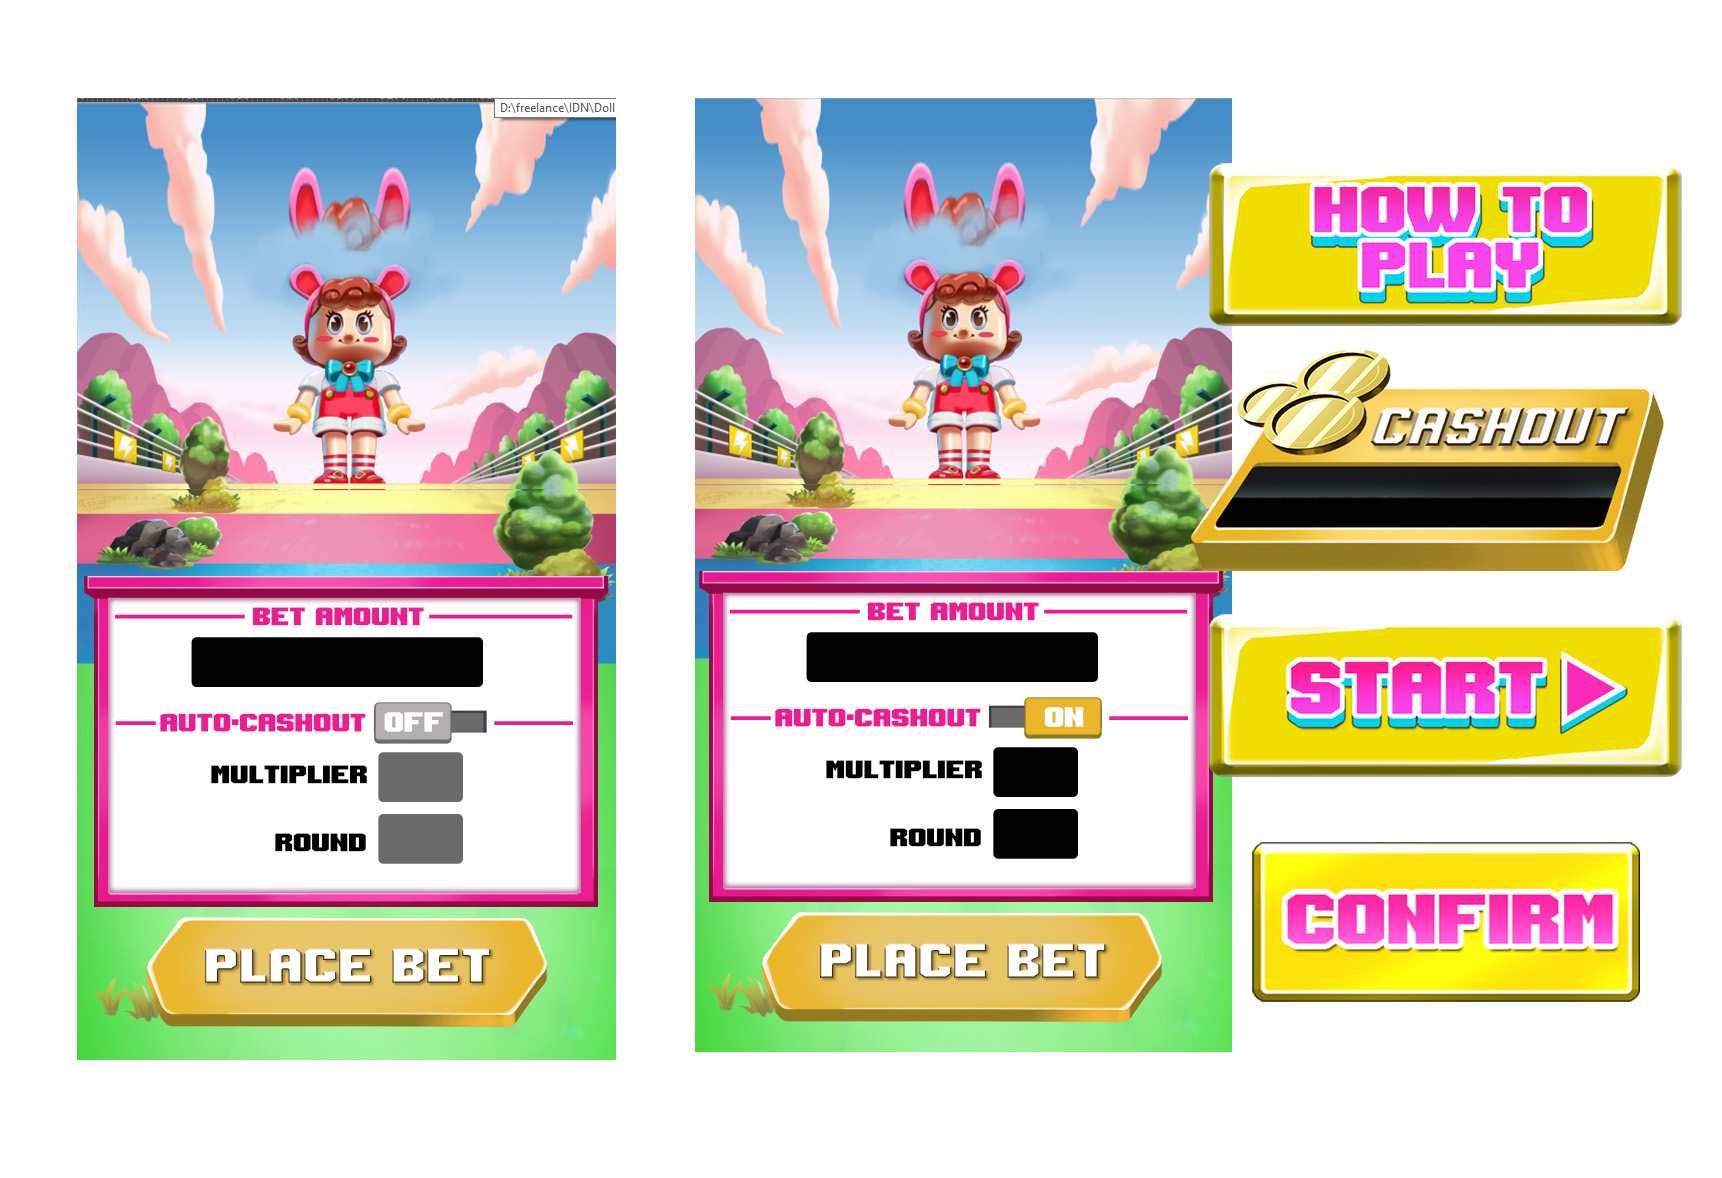 D:\freelance\IDN\Doll
BET AMOUNT
AUTO-CASHOUT OFF
MULTIPLIER
ROUND
PLACE BET
BET AMOUNT
AUTO-CASHOUT ON
MULTIPLIER
ROUND
PLACE BET
HOW TO
PLAY
CASHOUT
START
CONFIRM